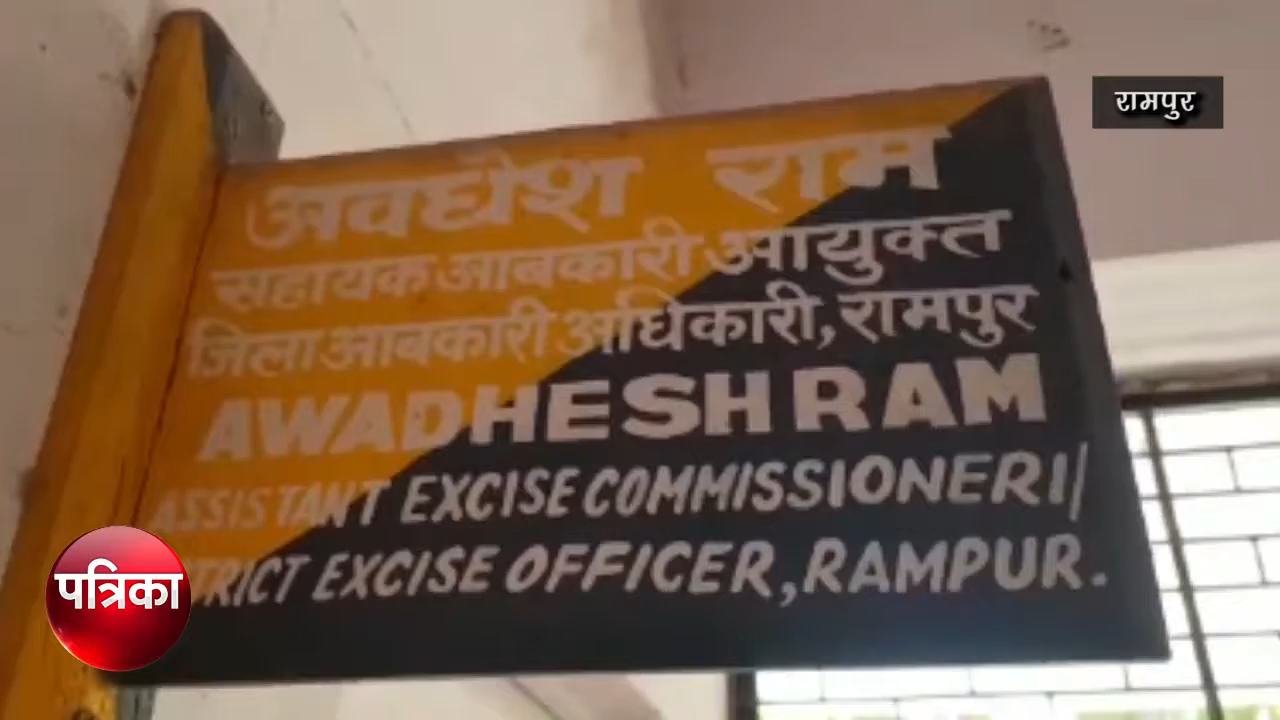 रामपुर
अवधेश राम
सहायक आबकारी आयुक्त
जिला आबकारी अधिकारी, रामपुर
AWADHESH RAM
ASSISTANT EXCISE COMMISSIONER I/
TRICT EXCISE OFFICER, RAMPUR.
पत्रिका